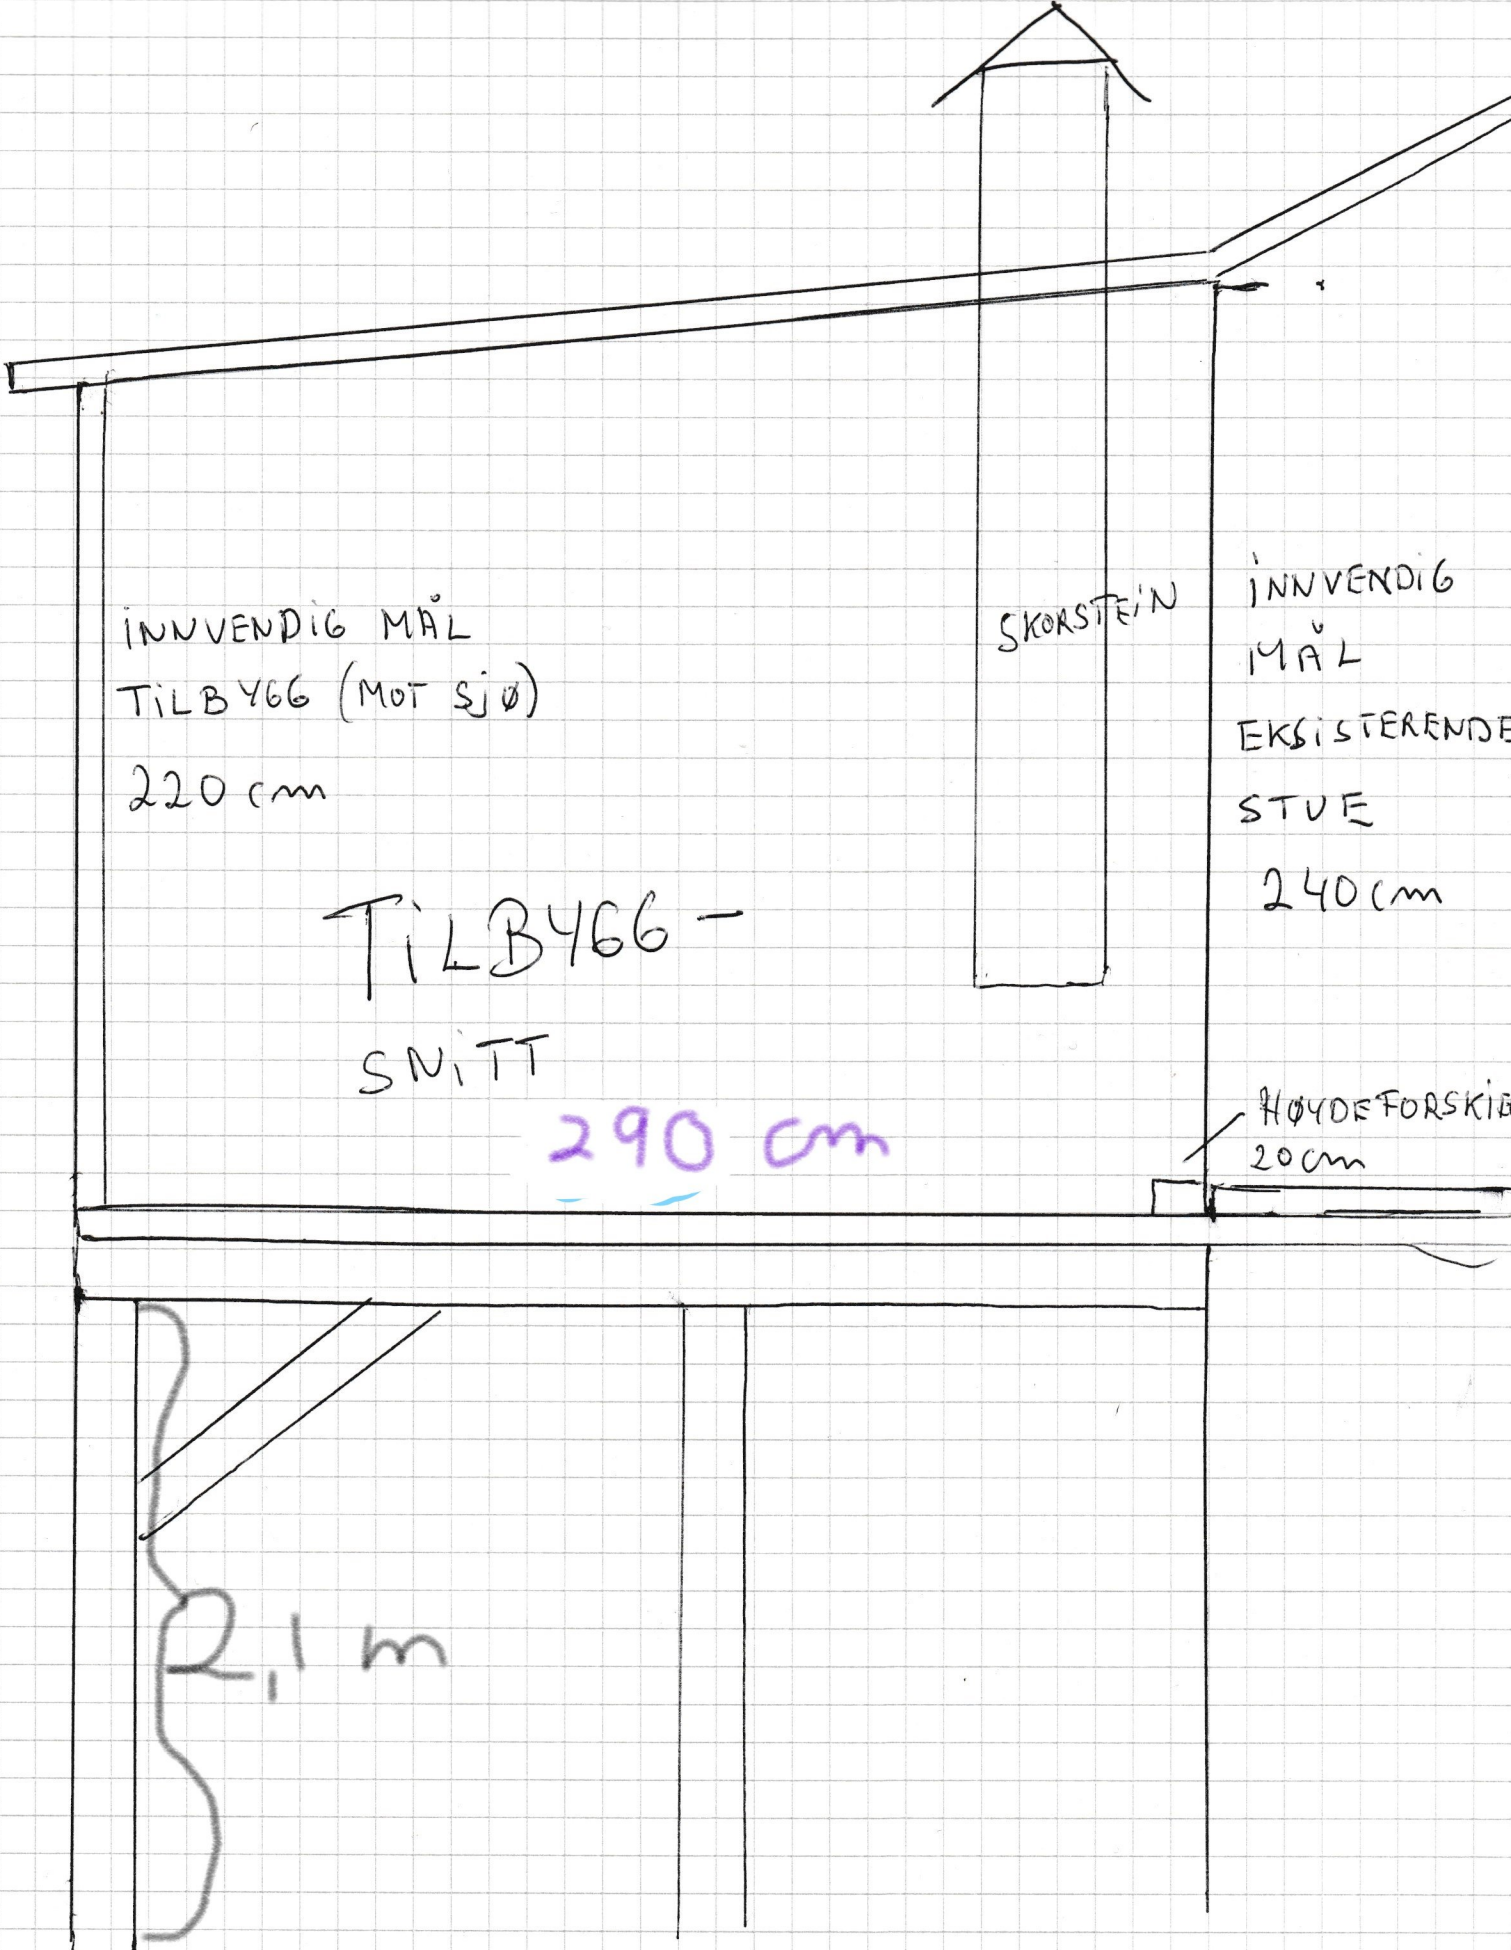 INNVENDIG MÅL
TILBYGG (MOT SJØ)
220 cm
SKORSTEIN
INNVENDIG
MÅL
EKSISTERENDE
STUE
240 cm
TILBYGG -
SNITT
290 cm
20 cm
2,1 m